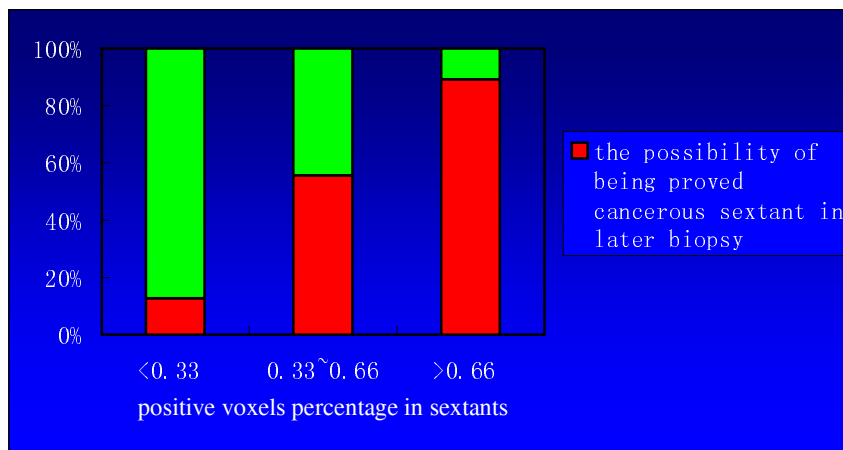 100%
80%
60%
40%
20%
0%
<0.33 0.33~0.66 >0.66
positive voxels percentage in sextants
the possibility of
being proved
cancerous sextant in
later biopsy